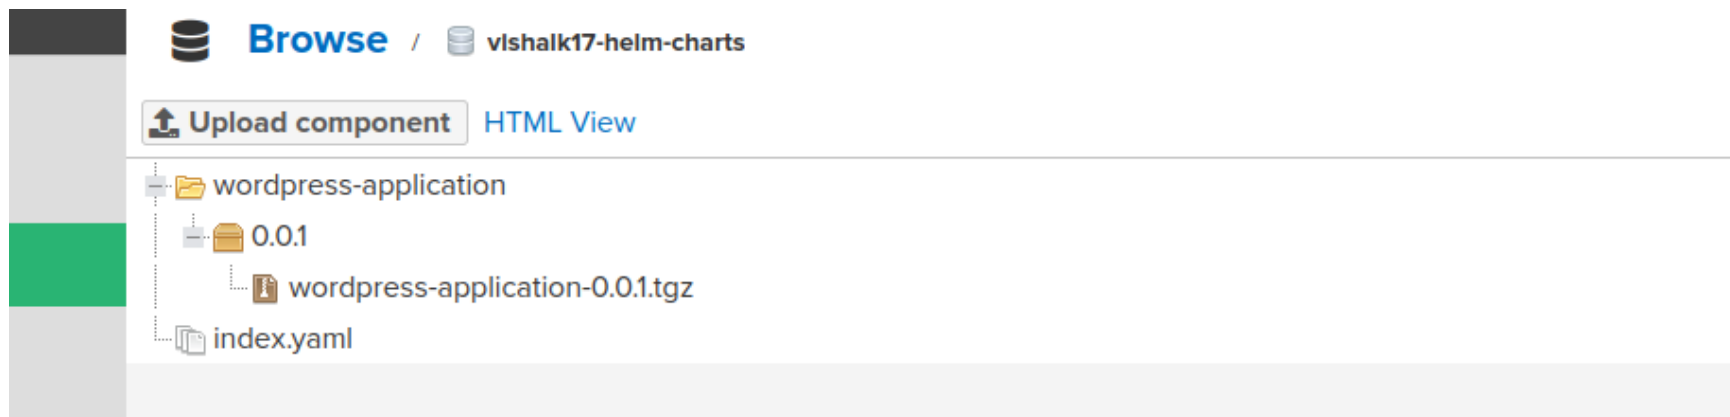 Browse / vlshalk17-helm-charts
Upload component HTML View
wordpress-application
0.0.1
wordpress-application-0.0.1.tgz
index.yaml